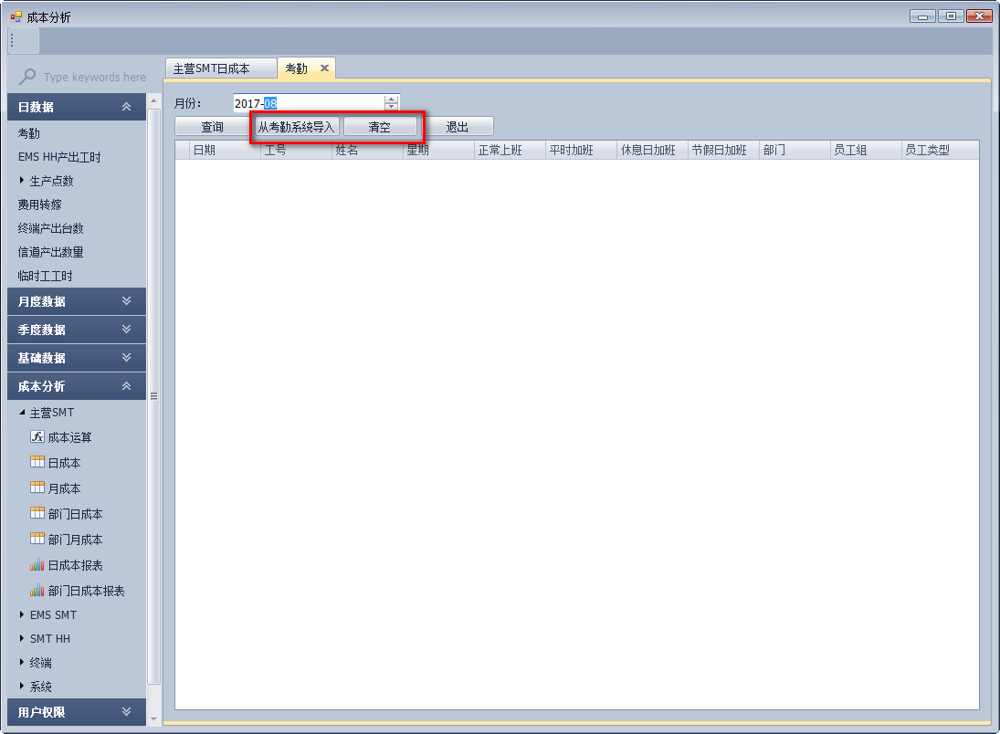 成本分析
Type keywords here
日数据
考勤
EMS HH产出工时
生产点数
费用转嫁
终端产出台数
信道产出数量
临时工工时
月度数据
季度数据
基础数据
成本分析
主营SMT
成本运算
日成本
月成本
部门日成本
部门月成本
日成本报表
部门日成本报表
EMS SMT
SMT HH
终端
系统
用户权限
主营SMT日成本 考勤
月份： 2017-08
查询 从考勤系统导入 清空 退出
日期 工号 姓名 星期 正常上班 平时加班 休息日加班 节假日加班 部门 员工组 员工类型